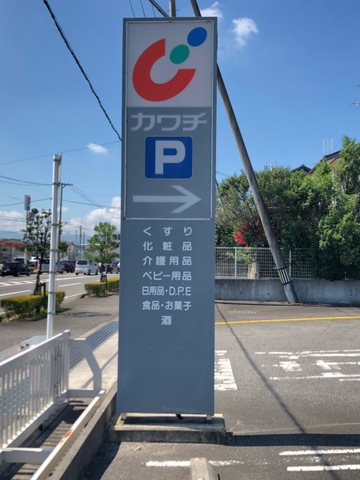 カワチ
P
くすり
化粧品
介護用品
ベビー用品
日用品・D.P.E
食品・お菓子
酒